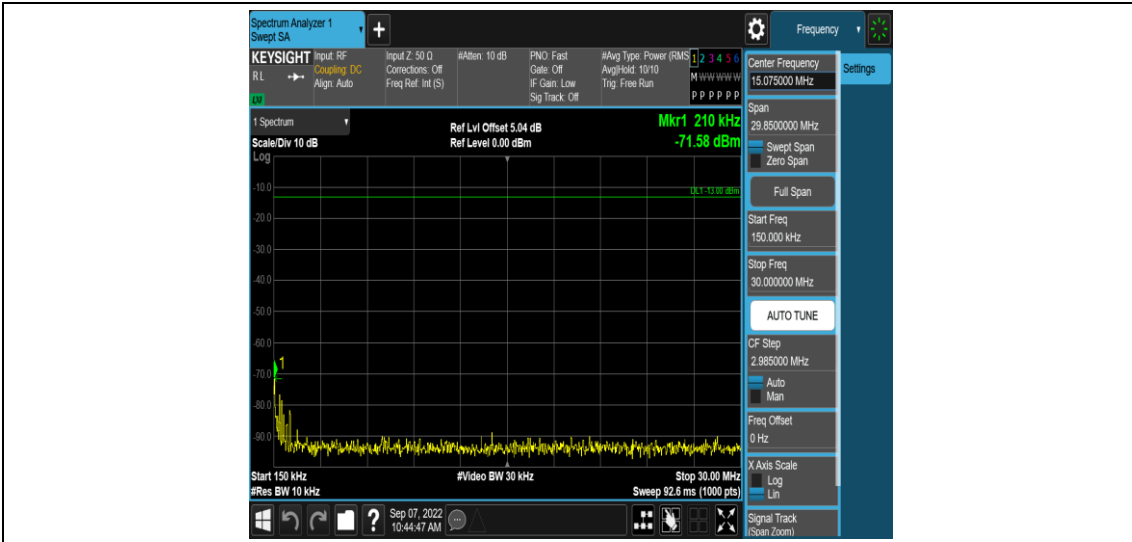 Spectrum Analyzer 1
Swept SA
+
Frequency
KEYSIGHT
RL
LXI
Input: RF
Coupling: DC
Align: Auto
Input Z: 50 Ω
Corrections: Off
Freq Ref: Int (S)
#Atten: 10 dB
PNO: Fast
Gate: Off
IF Gain: Low
Sig Track: Off
#Avg Type: Power (RMS
Avg|Hold: 10/10
Trig: Free Run
1 2 3 4 5 6
M W W W W W
P P P P P P
Center Frequency
15.075000 MHz
Settings
Span
29.8500000 MHz
Swept Span
Zero Span
Full Span
Start Freq
150.000 kHz
Stop Freq
30.000000 MHz
AUTO TUNE
CF Step
2.985000 MHz
Auto
Man
Freq Offset
0 Hz
X Axis Scale
Log
Lin
Signal Track
(Span Zoom)
1 Spectrum
Scale/Div 10 dB
Log
Ref Lvl Offset 5.04 dB
Ref Level 0.00 dBm
Mkr1 210 kHz
-71.58 dBm
DL1 -13.00 dBm
-10.0
-20.0
-30.0
-40.0
-50.0
-60.0
1
-70.0
-80.0
-90.0
Start 150 kHz
#Video BW 30 kHz
Stop 30.00 MHz
#Res BW 10 kHz
Sweep 92.6 ms (1000 pts)
?
Sep 07, 2022
10:44:47 AM